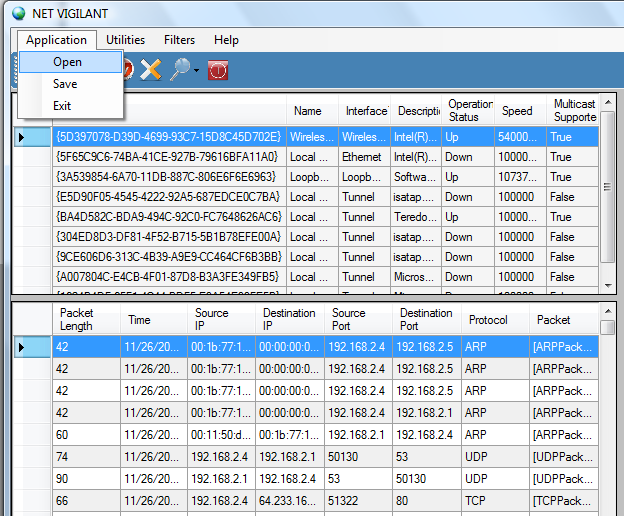 NET VIGILANT
Application Utilities Filters Help
Open
Save
Exit
Name Interface Descripti Operation Status Speed Multicast Supporte
{5D397078-D39D-4699-93C7-15D8C45D702E} Wireles... Wireles... Intel(R)... Up 54000... True
{5F65C9C6-74BA-41CE-927B-79616BFA11A0} Local ... Ethernet Intel(R)... Down 10000... True
{3A539854-6A70-11DB-887C-806E6F6E6963} Loopb... Loopb... Softwa... Up 10737... True
{E5D90F05-4545-4222-92A5-687EDCE0C7BA} Local ... Tunnel isatap.... Down 100000 False
{BA4D582C-BDA9-494C-92C0-FC7648626AC6} Local ... Tunnel Teredo... Up 10000... True
{304ED8D3-DF81-4F52-B715-5B1B78EFE00A} Local ... Tunnel isatap.... Down 100000 False
{9CE606D6-313C-4B39-A9EC-464CF6B3BB} Local ... Tunnel isatap.... Down 100000 False
{A007804C-E4CB-4F01-87D8-B3A3FE349FB5} Local ... Tunnel Micros... Down 100000 False
Packet Length Time Source IP Destination IP Source Port Destination Port Protocol Packet
42 11/26/20... 00:1b:77:1... 00:00:00:0... 192.168.2.4 192.168.2.5 ARP [ARPPack...
42 11/26/20... 00:1b:77:1... 00:00:00:0... 192.168.2.4 192.168.2.5 ARP [ARPPack...
42 11/26/20... 00:1b:77:1... 00:00:00:0... 192.168.2.4 192.168.2.5 ARP [ARPPack...
42 11/26/20... 00:1b:77:1... 00:00:00:0... 192.168.2.4 192.168.2.1 ARP [ARPPack...
60 11/26/20... 00:11:50:d... 00:1b:77:1... 192.168.2.1 192.168.2.4 ARP [ARPPack...
74 11/26/20... 192.168.2.4 192.168.2.1 50130 53 UDP [UDPPack...
90 11/26/20... 192.168.2.1 192.168.2.4 53 50130 UDP [UDPPack...
66 11/26/20... 192.168.2.4 64.233.16... 51322 80 TCP [TCPPack...